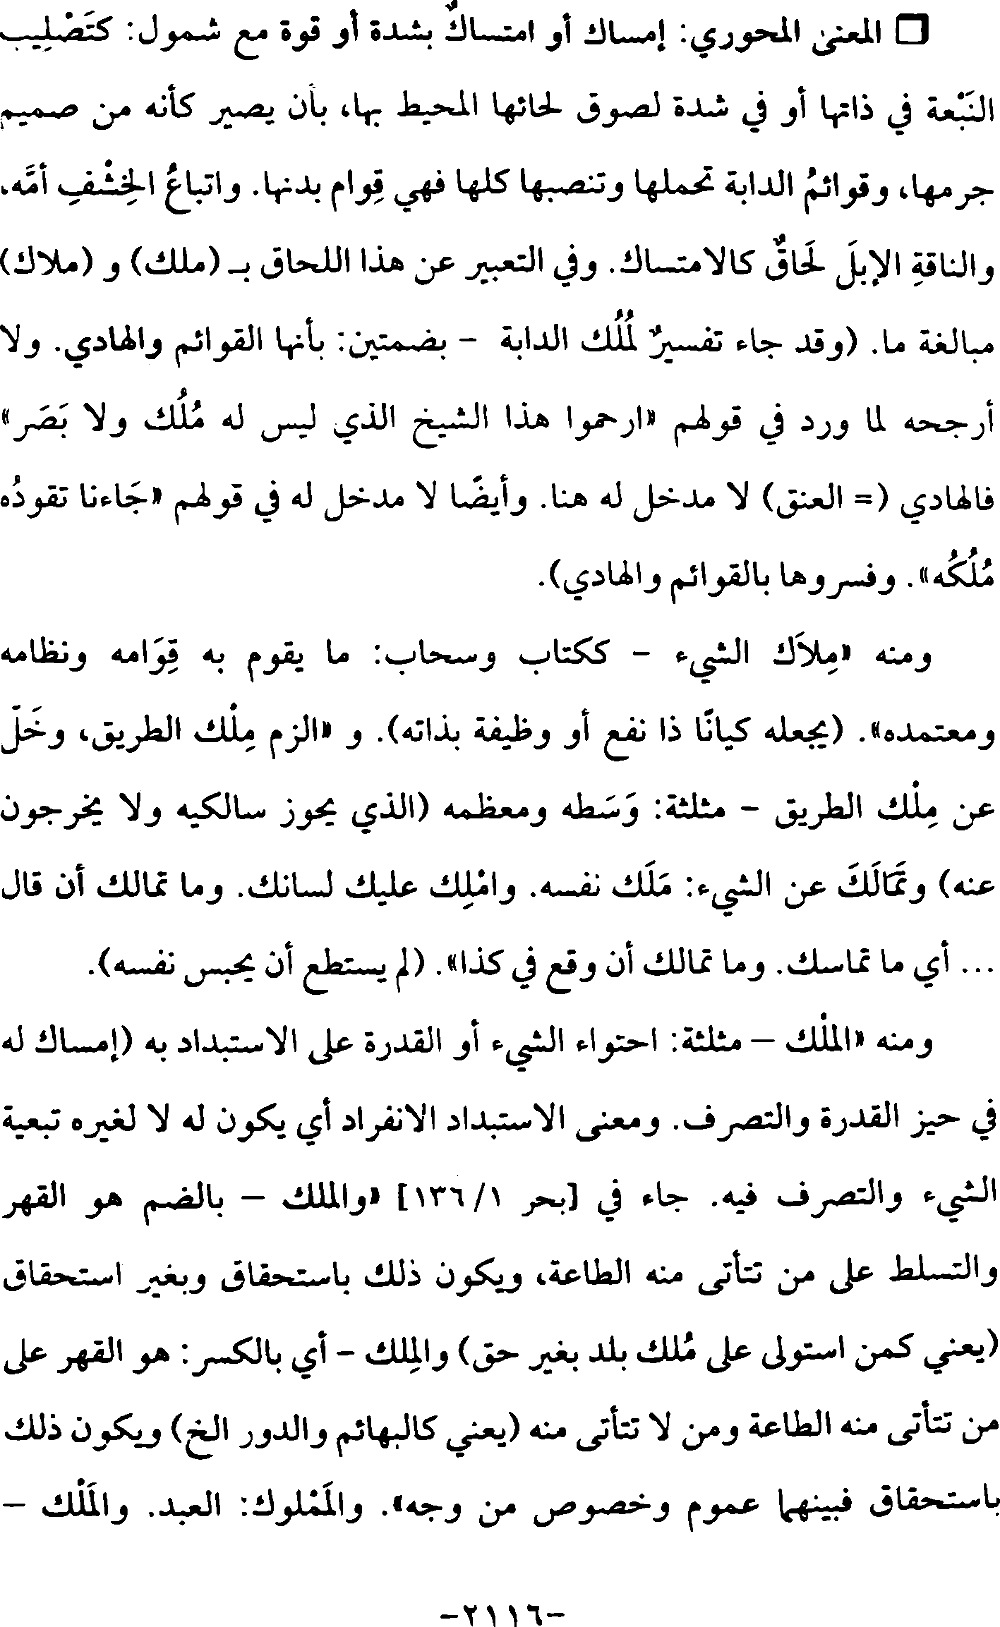 □ المعنى المحوري: إمساك أو امتساكٌ بشدة أو قوة مع شمول: كتَصْلِيب
النَبْعة في ذاتها أو في شدة لصوق لحائها المحيط بها، بأن يصير كأنه من صميم
جرمها، وقوائمُ الدابة تحملها وتنصبها كلها فهي قِوام بدنها. واتباعُ الخِشْفِ أمَّه،
والناقةِ الإبلَ لَحاقٌ كالامتساك. وفي التعبير عن هذا اللحاق بـ (ملك) و (ملاك)
مبالغة ما. (وقد جاء تفسيرٌ لمُلُك الدابة - بضمتين: بأنها القوائم والهادي. ولا
أرجحه لما ورد في قولهم «ارحموا هذا الشيخ الذي ليس له مُلُك ولا بَصَر»
فالهادي (= العنق) لا مدخل له هنا. وأيضًا لا مدخل له في قولهم «جَاءنا تقودُه
مُلُكُه». وفسروها بالقوائم والهادي).
ومنه «مِلاَك الشيء - ككتاب وسحاب: ما يقوم به قِوَامه ونظامه
ومعتمده». (يجعله كيانًا ذا نفع أو وظيفة بذاته). و «الزم مِلْك الطريق، وخَلّ
عن مِلْك الطريق - مثلثة: وَسَطه ومعظمه (الذي يحوز سالكيه ولا يخرجون
عنه) وتَمَالَكَ عن الشيء: مَلَك نفسه. وامْلِك عليك لسانك. وما تمالك أن قال
... أي ما تماسك. وما تمالك أن وقع في كذا». (لم يستطع أن يحبس نفسه).
ومنه «الملْك – مثلثة: احتواء الشيء أو القدرة على الاستبداد به (إمساك له
في حيز القدرة والتصرف. ومعنى الاستبداد الانفراد أي يكون له لا لغيره تبعية
الشيء والتصرف فيه. جاء في [بحر ١/ ١٣٦] «والملك – بالضم هو القهر
والتسلط على من تتأتى منه الطاعة، ويكون ذلك باستحقاق وبغير استحقاق
(يعني كمن استولى على مُلك بلد بغير حق) والمِلك - أي بالكسر: هو القهر على
من تتأتى منه الطاعة ومن لا تتأتى منه (يعني كالبهائم والدور الخ) ويكون ذلك
باستحقاق فبينهما عموم وخصوص من وجه». والمَمْلوك: العبد. والمَلْك –
-٢١١٦-